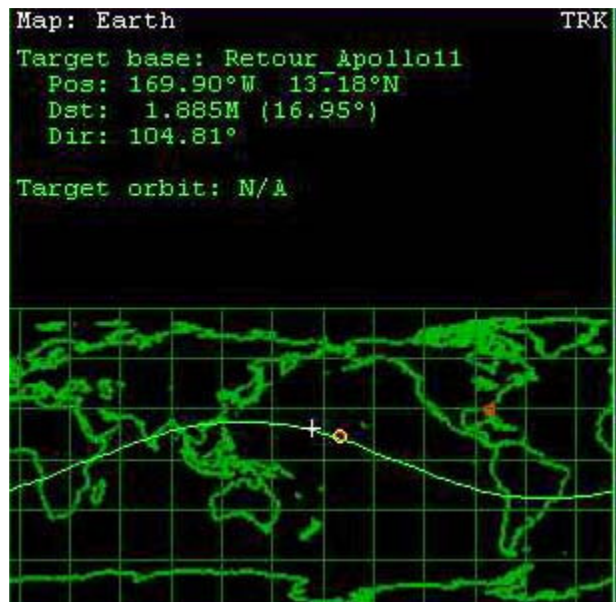 Map: Earth TRK
Target base: Retour_Apollo11
Pos: 169.90°W 13.18°N
Dst: 1.885M (16.95°)
Dir: 104.81°
Target orbit: N/A